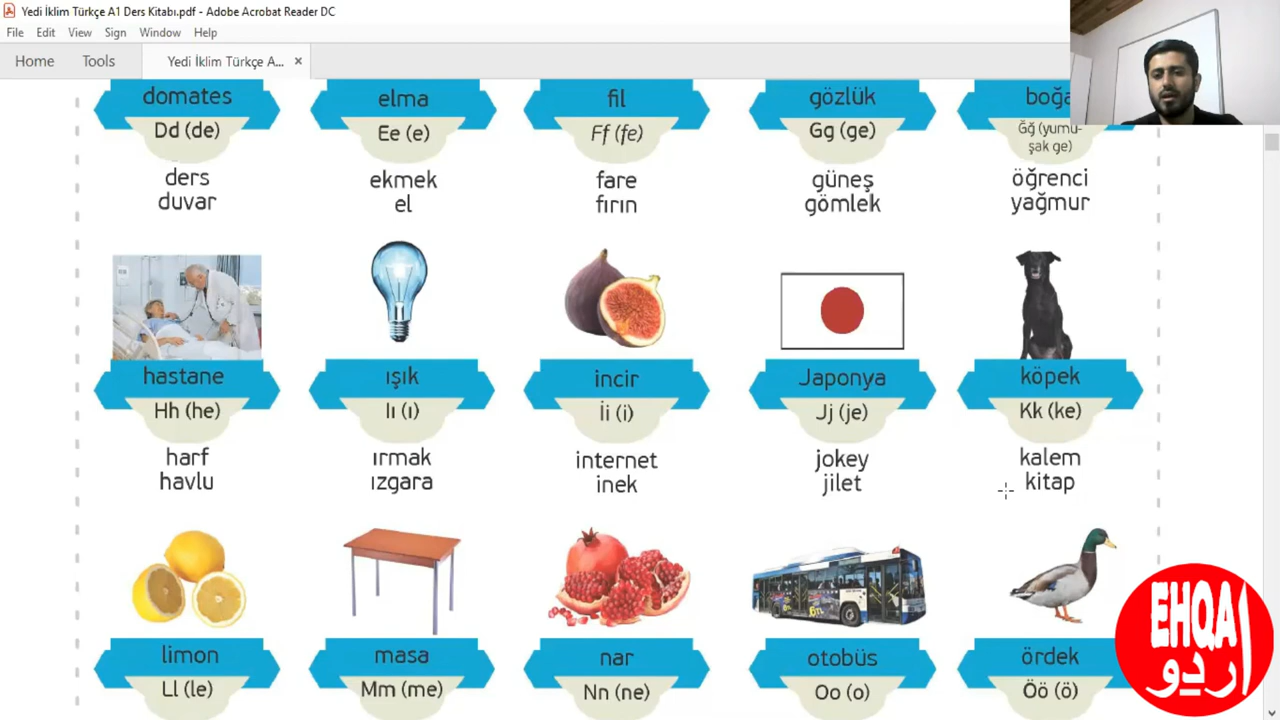 Yedi İklim Türkçe A1 Ders Kitabı.pdf - Adobe Acrobat Reader DC
File Edit View Sign Window Help
Home Tools Yedi İklim Türkçe A... ×
domates elma fil gözlük boğa
Dd (de) Ee (e) Ff (fe) Gg (ge) Ğğ (yumu-
şak ge)
ders ekmek fare güneş öğrenci
duvar el fırın gömlek yağmur
hastane ışık incir Japonya köpek
Hh (he) Iı (ı) İi (i) Jj (je) Kk (ke)
harf ırmak internet jokey kalem
havlu ızgara inek jilet kitap
limon masa nar otobüs ördek
Ll (le) Mm (me) Nn (ne) Oo (o) Öö (ö)
EHQA
اردو